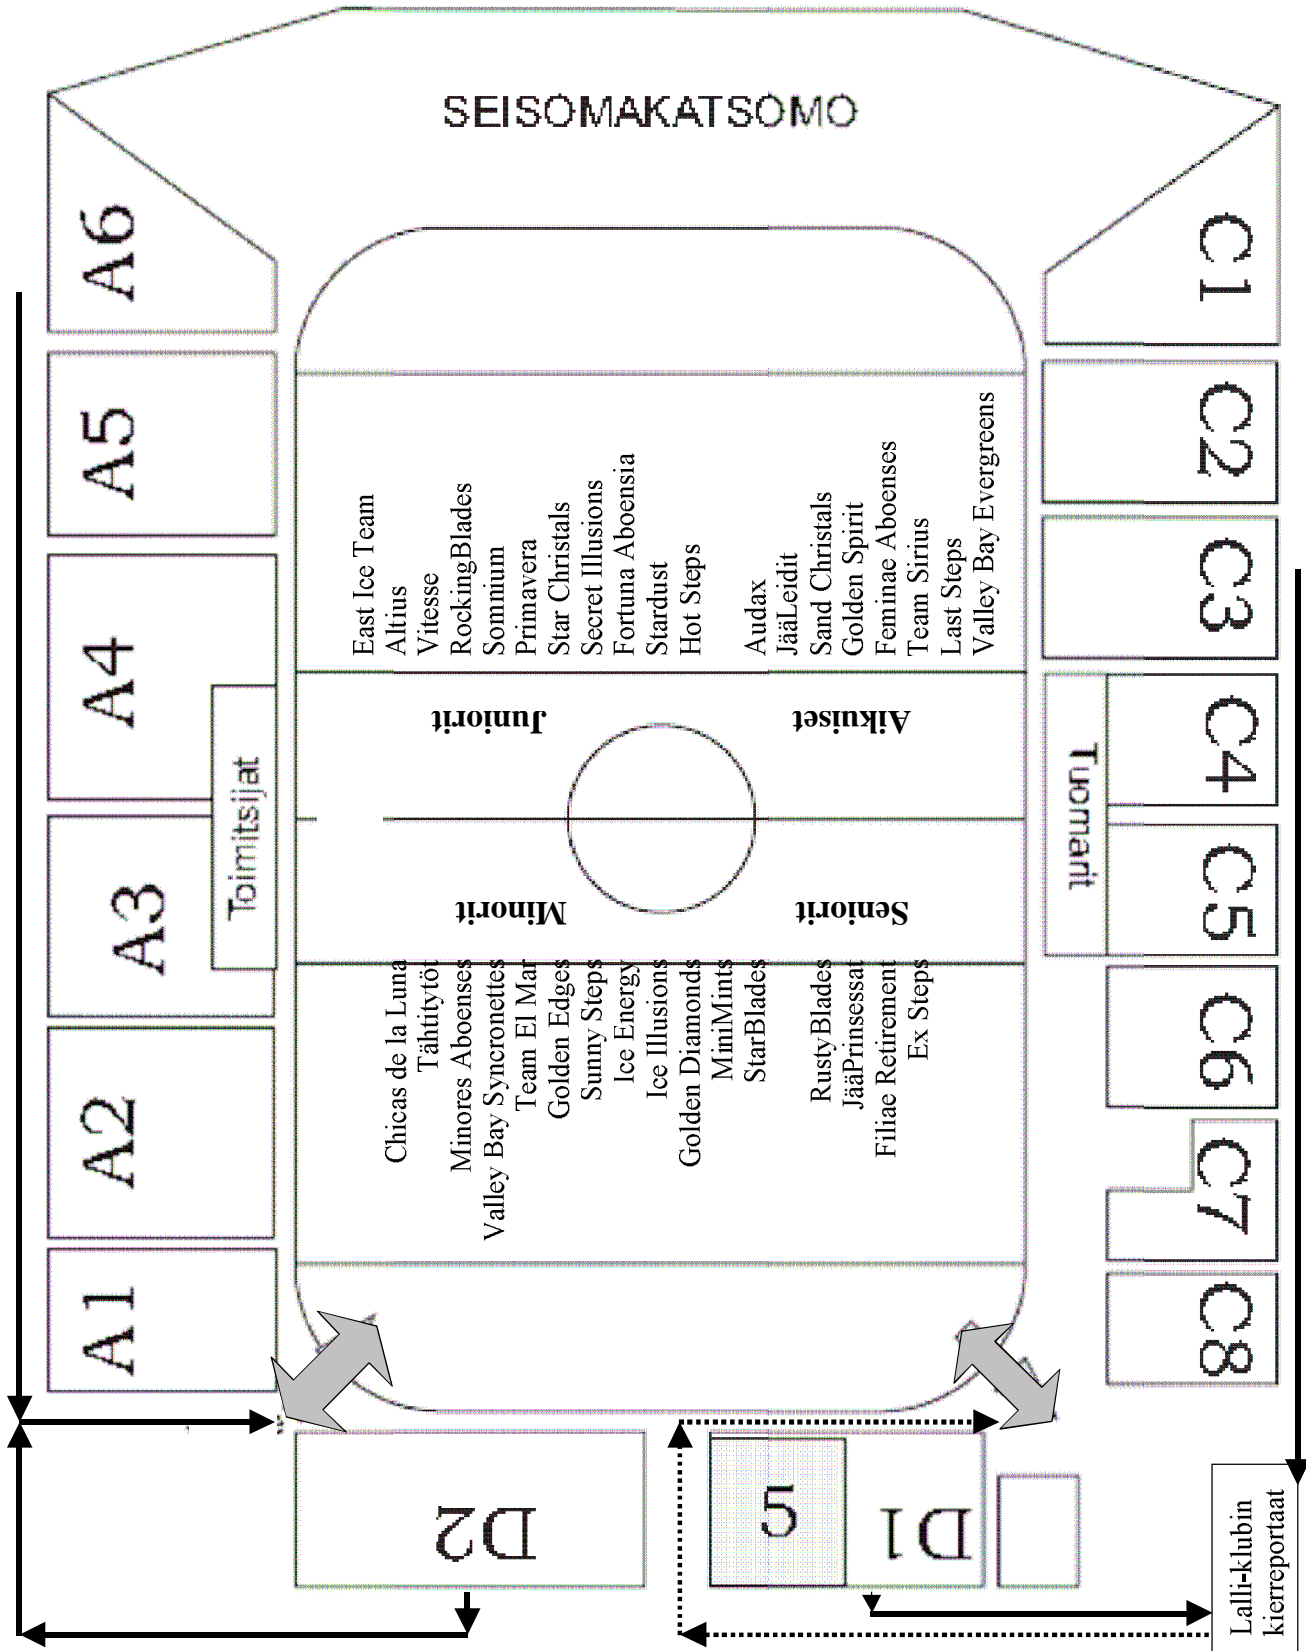 SEISOMAKATSOMO
A6
A5
A4
A3
A2
A1
Toimitsijat
C1
C2
C3
C4
C5
C6
C7
C8
Tuomarit
Juniorit
East Ice Team
Altius
Vitesse
RockingBlades
Somnium
Primavera
Star Christals
Secret Illusions
Fortuna Aboensia
Stardust
Hot Steps
Aikuiset
Audax
JääLeidit
Sand Christals
Golden Spirit
Feminae Aboenses
Team Sirius
Last Steps
Valley Bay Evergreens
Minorit
Chicas de la Luna
Tähtitytöt
Minores Aboenses
Valley Bay Syncronettes
Team El Mar
Golden Edges
Sunny Steps
Ice Energy
Ice Illusions
Golden Diamonds
MiniMints
StarBlades
Seniorit
RustyBlades
JääPrinsessat
Filiae Retirement
Ex Steps
D2
5
D1
Lalli-klubin
kierreportaat